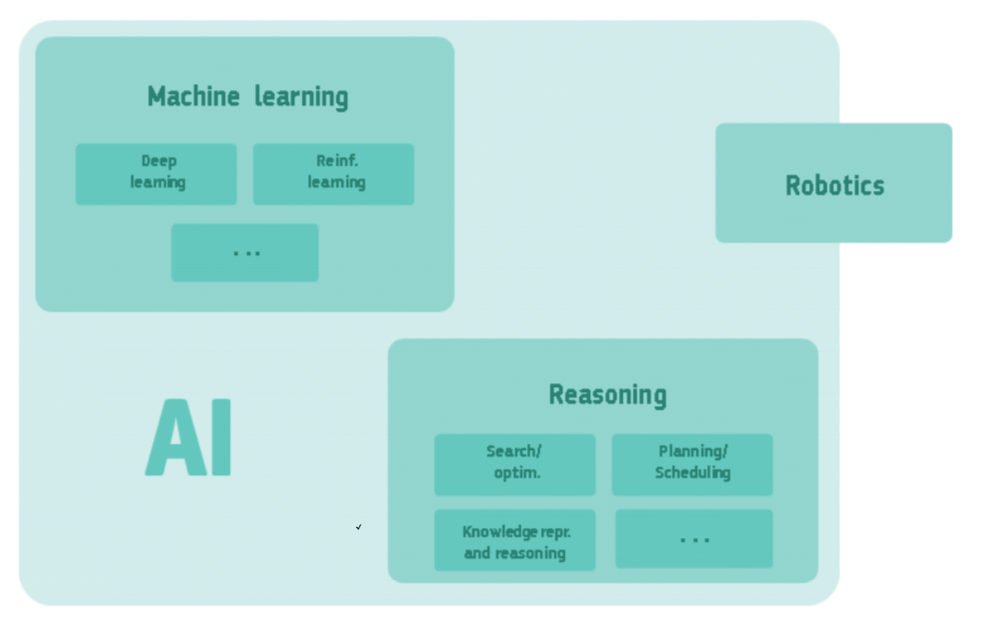 Machine learning
Deep
learning
Reinf.
learning
...
Robotics
AI
Reasoning
Search/
optim.
Planning/
Scheduling
Knowledge repr.
and reasoning
...
✓